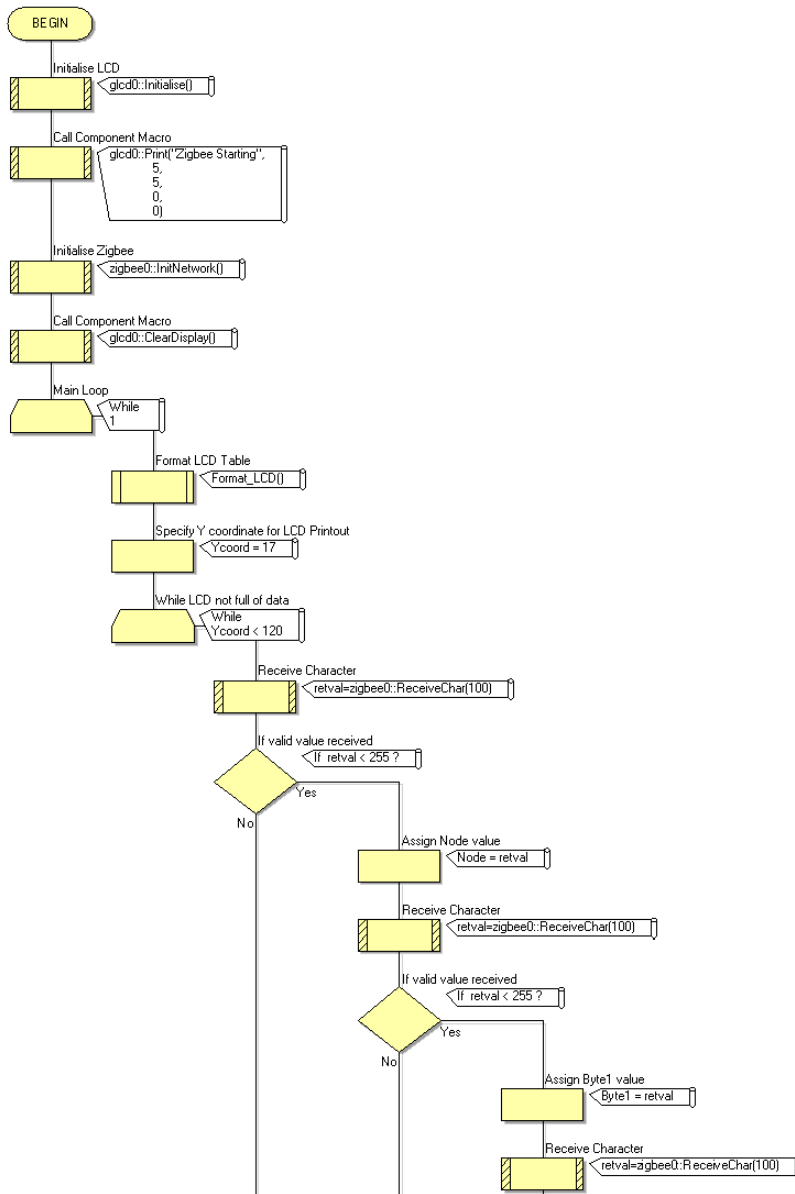 BEGIN
Initialise LCD
glcd0::Initialise()
Call Component Macro
glcd0::Print("Zigbee Starting",
5,
5,
0,
0)
Initialise Zigbee
zigbee0::InitNetwork()
Call Component Macro
glcd0::ClearDisplay()
Main Loop
While
1
Format LCD Table
Format_LCD()
Specify Y coordinate for LCD Printout
Ycoord = 17
While LCD not full of data
While
Ycoord < 120
Receive Character
retval=zigbee0::ReceiveChar(100)
If valid value received
If retval < 255 ?
Yes
No
Assign Node value
Node = retval
Receive Character
retval=zigbee0::ReceiveChar(100)
If valid value received
If retval < 255 ?
Yes
No
Assign Byte1 value
Byte1 = retval
Receive Character
retval=zigbee0::ReceiveChar(100)